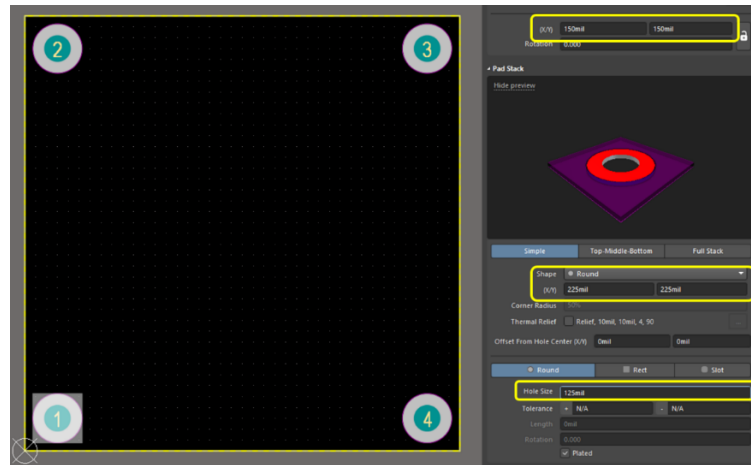 2
3
1
4
(X/Y) 150mil 150mil
Rotation 0.000
Pad Stack
Hide preview
Simple Top-Middle-Bottom Full Stack
Shape Round
(X/Y) 225mil 225mil
Corner Radius 50%
Thermal Relief Relief, 10mil, 10mil, 4, 90 ...
Offset From Hole Center (X/Y) 0mil 0mil
Round Rect Slot
Hole Size 125mil
Tolerance + N/A - N/A
Length 0mil
Rotation 0.000
Plated